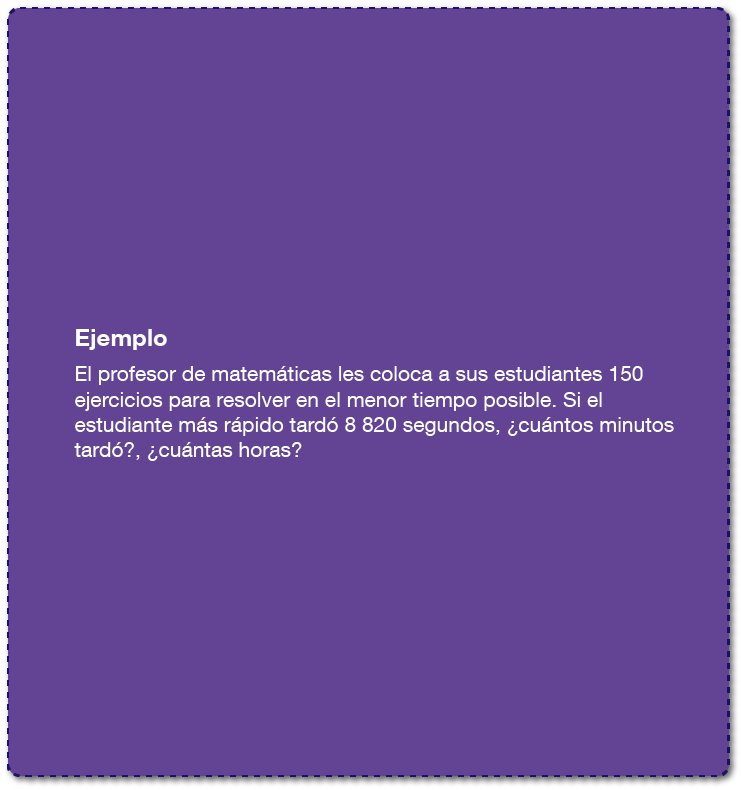 Ejemplo
El profesor de matemáticas les coloca a sus estudiantes 150
ejercicios para resolver en el menor tiempo posible. Si el
estudiante más rápido tardó 8 820 segundos, ¿cuántos minutos
tardó?, ¿cuántas horas?